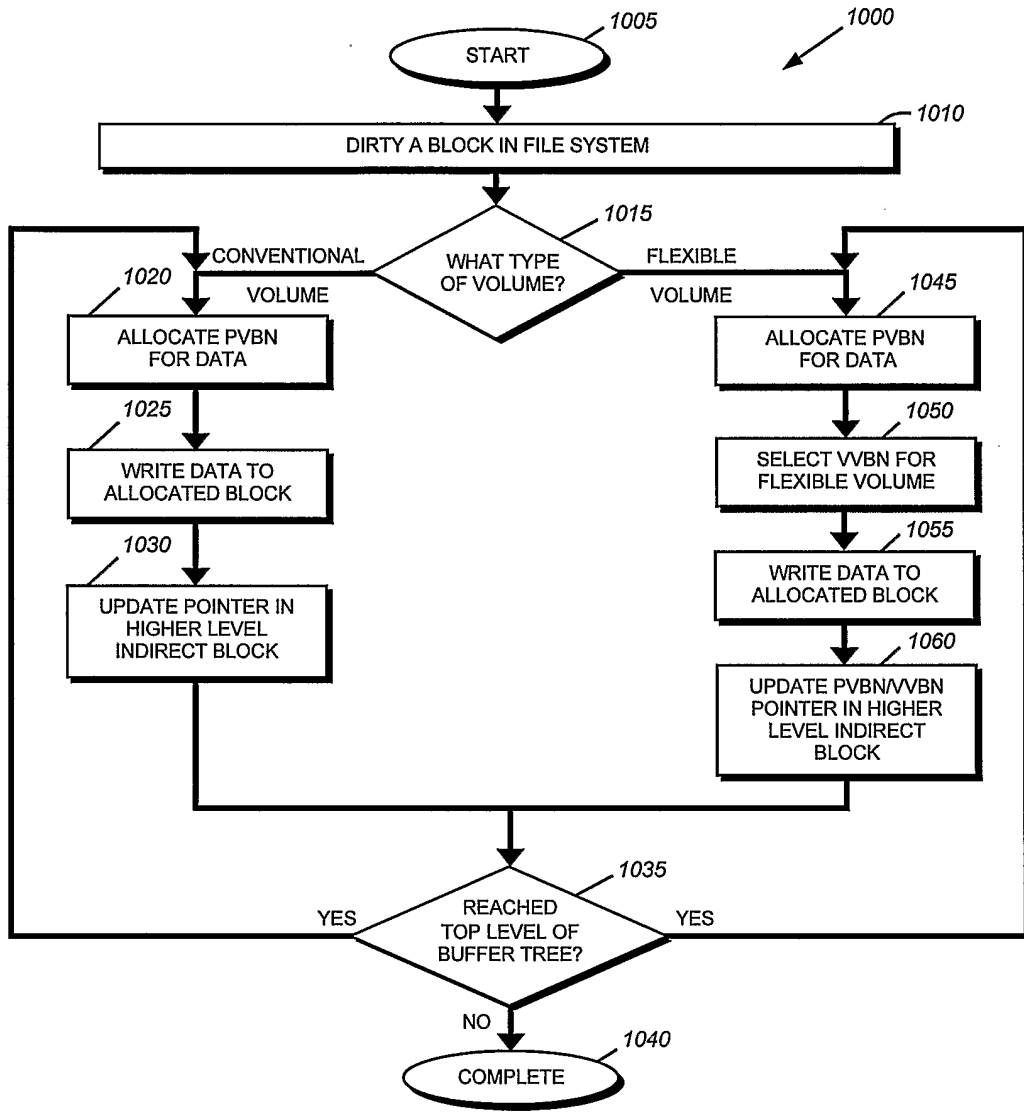 1005
START
1000
1010
DIRTY A BLOCK IN FILE SYSTEM
1015
WHAT TYPE
OF VOLUME?
CONVENTIONAL
VOLUME
FLEXIBLE
VOLUME
1020
ALLOCATE PVBN
FOR DATA
1025
WRITE DATA TO
ALLOCATED BLOCK
1030
UPDATE POINTER IN
HIGHER LEVEL
INDIRECT BLOCK
1045
ALLOCATE PVBN
FOR DATA
1050
SELECT VVBN FOR
FLEXIBLE VOLUME
1055
WRITE DATA TO
ALLOCATED BLOCK
1060
UPDATE PVBN/VVBN
POINTER IN HIGHER
LEVEL INDIRECT
BLOCK
1035
YES
REACHED
TOP LEVEL OF
BUFFER TREE?
YES
NO
1040
COMPLETE